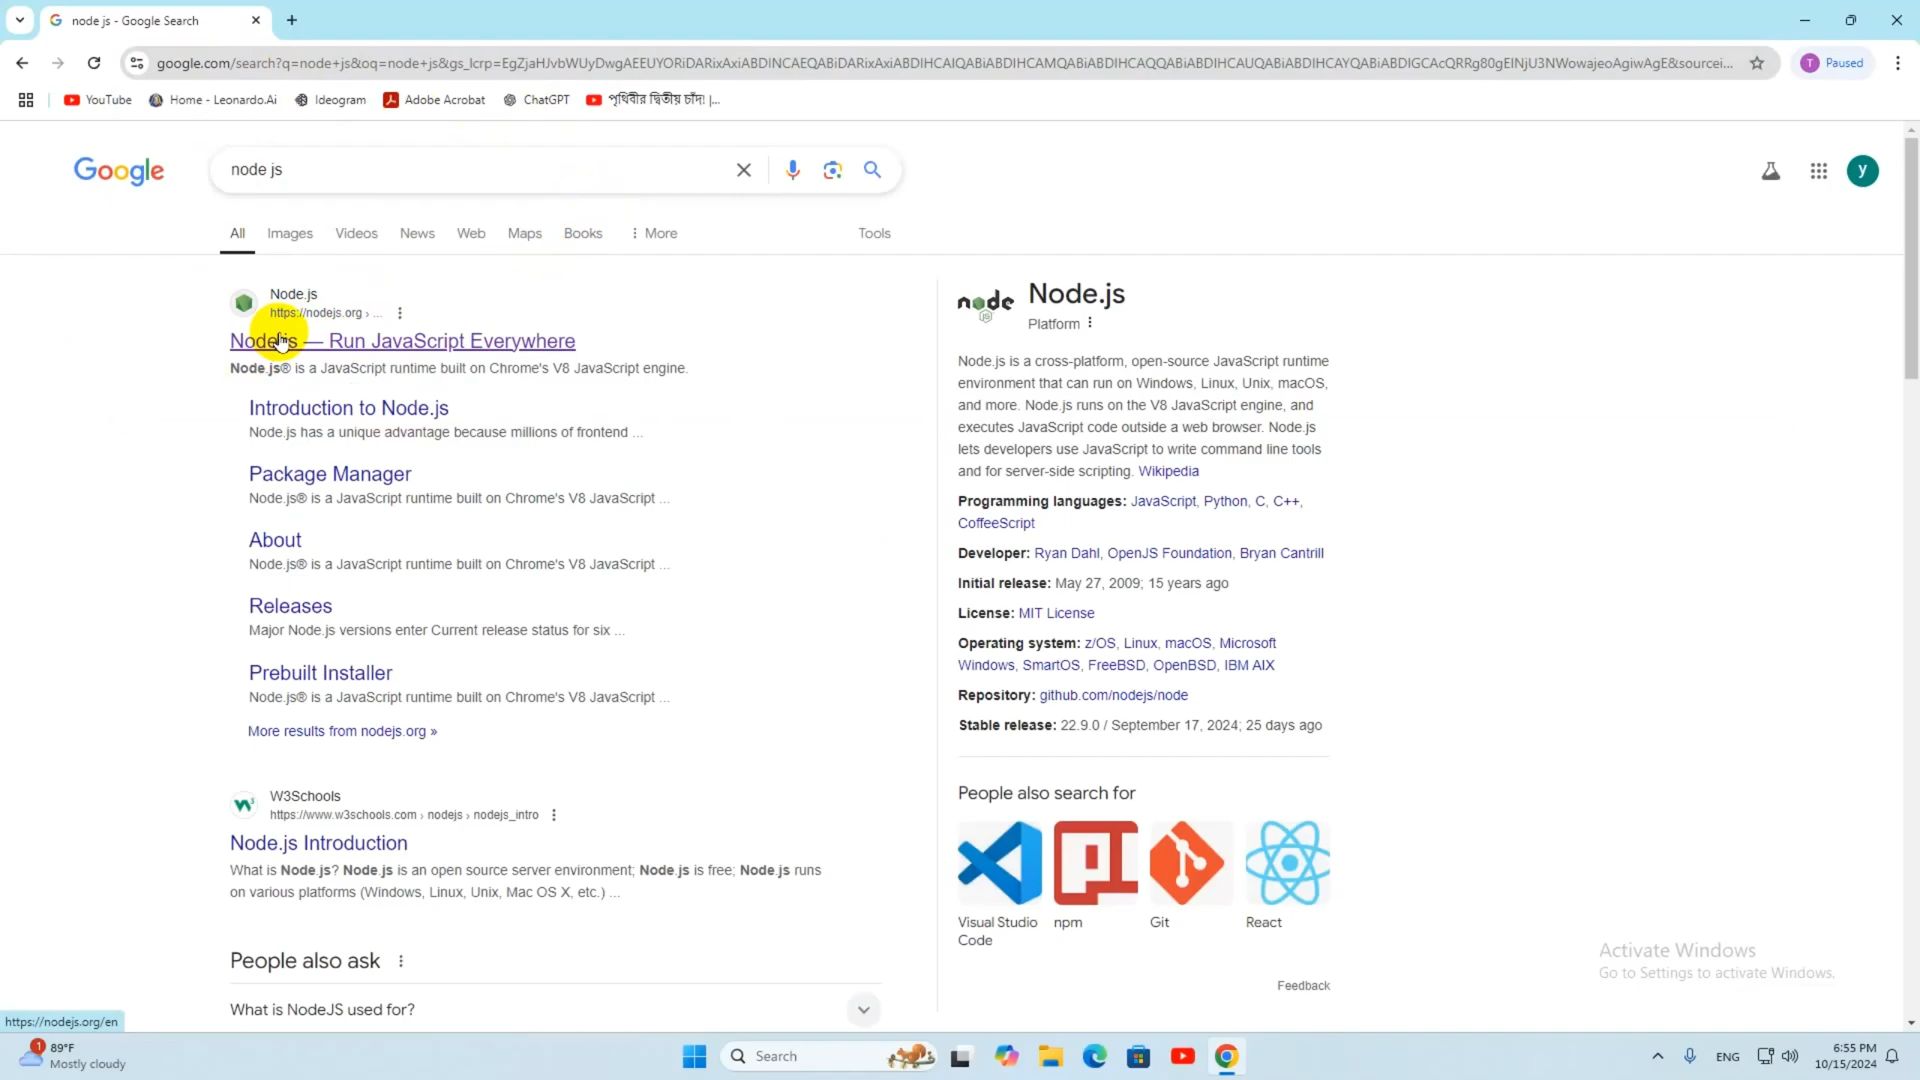 node js - Google Search
google.com/search?q=node+js&oq=node+js&gs_lcrp=EgZjaHJvbWUyDwgAEEUYORiDARixAxiABDINCAEQABiDARixAxiABDIHCAIQABiABDIHCAMQABiABDIHCAQQABiABDIHCAUQABiABDIHCAYQABiABDIGCAcQRRg80gEINjU3NWowajeoAgiwAgE&sourcei...
Paused
YouTube
Home - Leonardo.Ai
Ideogram
Adobe Acrobat
ChatGPT
পৃথিবীর দ্বিতীয় চাঁদ! |...
Google
node js
y
All
Images
Videos
News
Web
Maps
Books
More
Tools
Node.js
https://nodejs.org › ...
Node.js — Run JavaScript Everywhere
Node.js® is a JavaScript runtime built on Chrome's V8 JavaScript engine.
Introduction to Node.js
Node.js has a unique advantage because millions of frontend ...
Package Manager
Node.js® is a JavaScript runtime built on Chrome's V8 JavaScript ...
About
Node.js® is a JavaScript runtime built on Chrome's V8 JavaScript ...
Releases
Major Node.js versions enter Current release status for six ...
Prebuilt Installer
Node.js® is a JavaScript runtime built on Chrome's V8 JavaScript ...
More results from nodejs.org »
W3Schools
https://www.w3schools.com › nodejs › nodejs_intro
Node.js Introduction
What is Node.js? Node.js is an open source server environment; Node.js is free; Node.js runs
on various platforms (Windows, Linux, Unix, Mac OS X, etc.) ...
People also ask
What is NodeJS used for?
node
JS
Node.js
Platform
Node.js is a cross-platform, open-source JavaScript runtime
environment that can run on Windows, Linux, Unix, macOS,
and more. Node.js runs on the V8 JavaScript engine, and
executes JavaScript code outside a web browser. Node.js
lets developers use JavaScript to write command line tools
and for server-side scripting. Wikipedia
Programming languages: JavaScript, Python, C, C++,
CoffeeScript
Developer: Ryan Dahl, OpenJS Foundation, Bryan Cantrill
Initial release: May 27, 2009; 15 years ago
License: MIT License
Operating system: z/OS, Linux, macOS, Microsoft
Windows, SmartOS, FreeBSD, OpenBSD, IBM AIX
Repository: github.com/nodejs/node
Stable release: 22.9.0 / September 17, 2024; 25 days ago
People also search for
Visual Studio
Code
npm
Git
React
Feedback
Activate Windows
Go to Settings to activate Windows.
https://nodejs.org/en
1
89°F
Mostly cloudy
Search
ENG
6:55 PM
10/15/2024